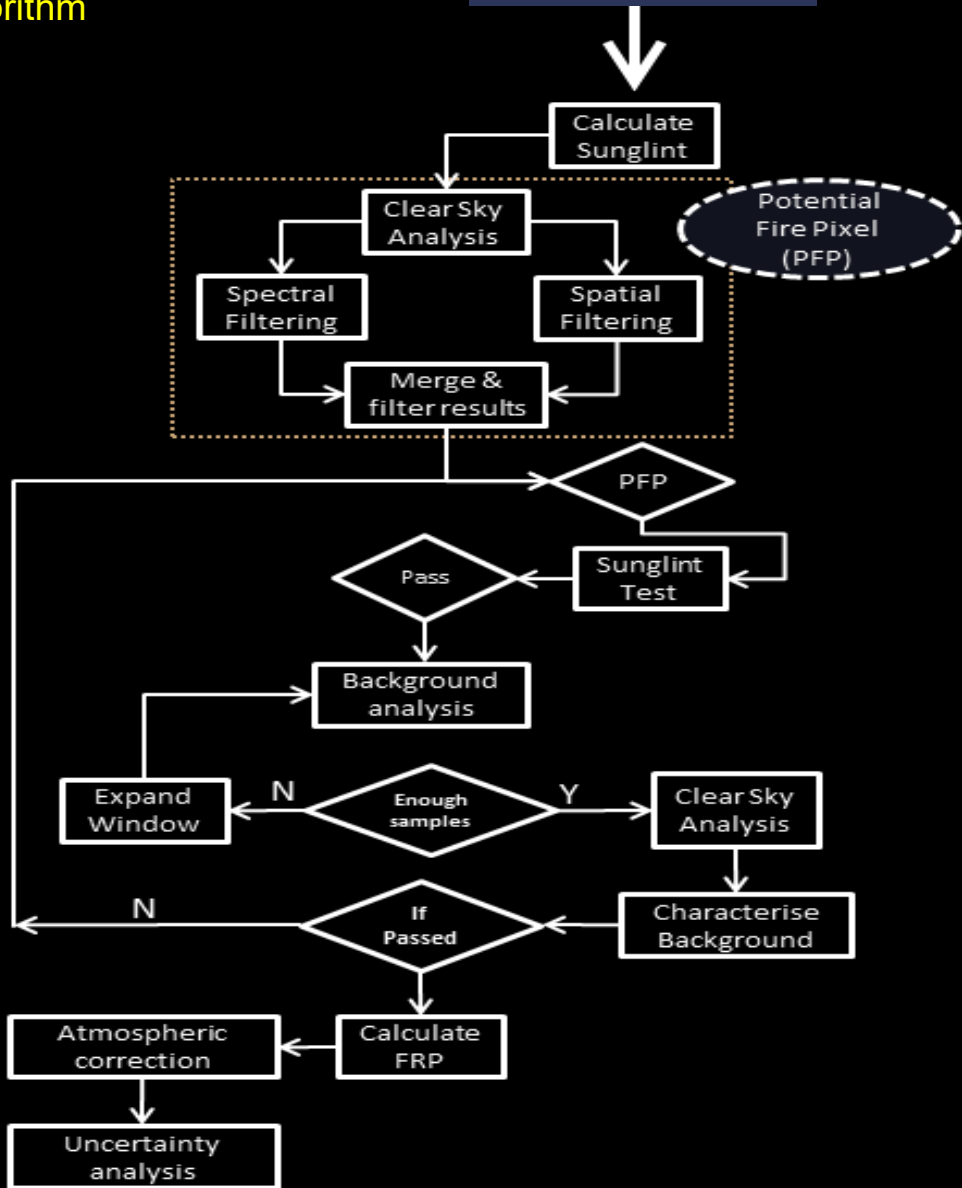 Calculate
Sunglint
Clear Sky
Analysis
Potential
Fire Pixel
(PFP)
Spectral
Filtering
Spatial
Filtering
Merge &
filter results
PFP
Sunglint
Test
Pass
Background
analysis
Expand
Window
N
Enough
samples
Y
Clear Sky
Analysis
N
If
Passed
Characterise
Background
Atmospheric
correction
Calculate
FRP
Uncertainty
analysis